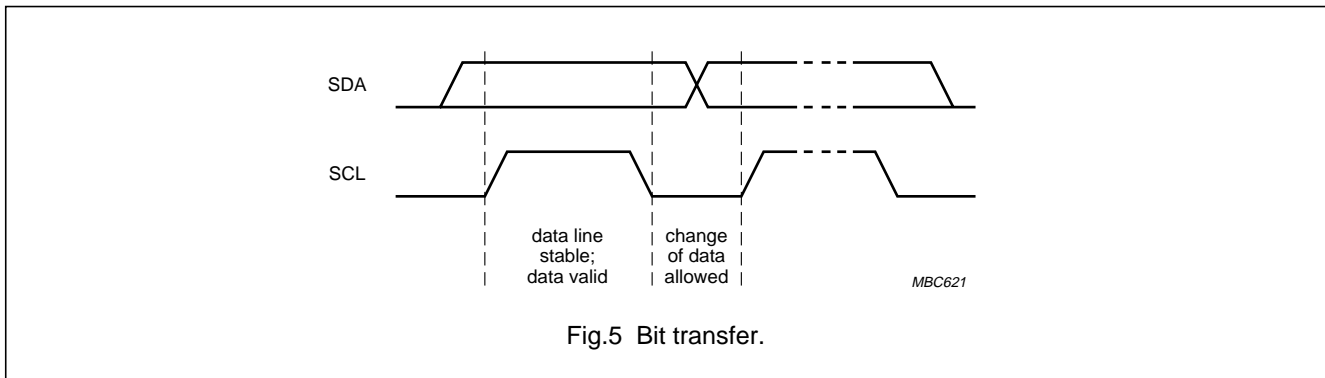 SDA
SCL
data line
stable;
data valid
change
of data
allowed
MBC621
Fig.5 Bit transfer.